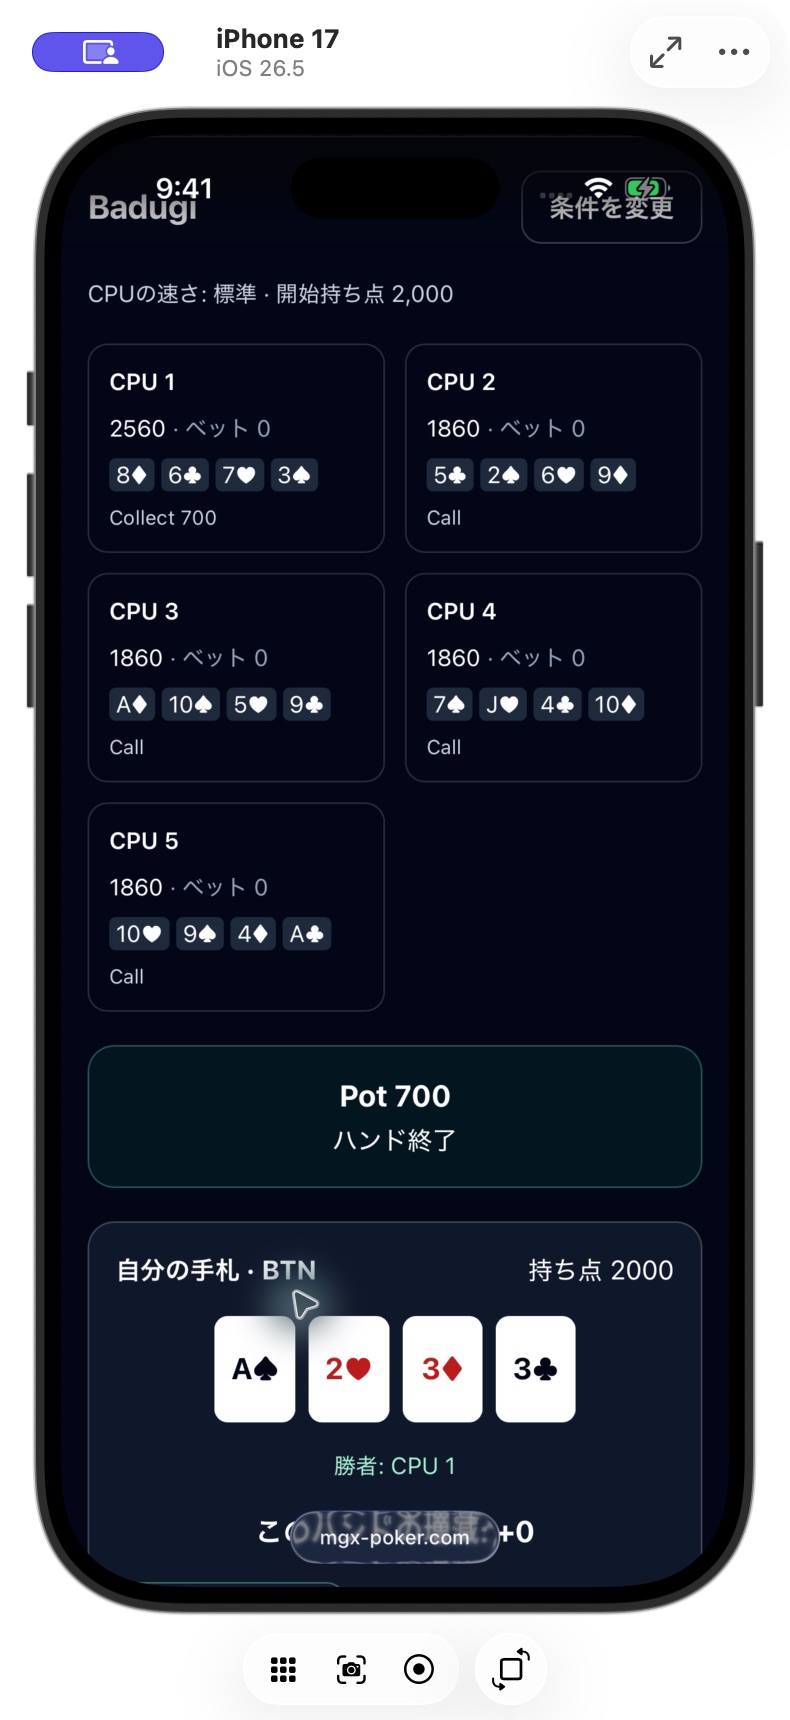 iPhone 17
iOS 26.5
9:41
Badugi
条件を変更
CPUの速さ: 標準 · 開始持ち点 2,000
CPU 1
2560 · ベット 0
8♦ 6♣ 7♥ 3♠
Collect 700
CPU 2
1860 · ベット 0
5♣ 2♠ 6♥ 9♦
Call
CPU 3
1860 · ベット 0
A♦ 10♠ 5♥ 9♣
Call
CPU 4
1860 · ベット 0
7♠ J♥ 4♣ 10♦
Call
CPU 5
1860 · ベット 0
10♥ 9♠ 4♦ A♣
Call
Pot 700
ハンド終了
自分の手札 · BTN
持ち点 2000
A♠ 2♥ 3♦ 3♣
勝者: CPU 1
こ
+0
mgx-poker.com